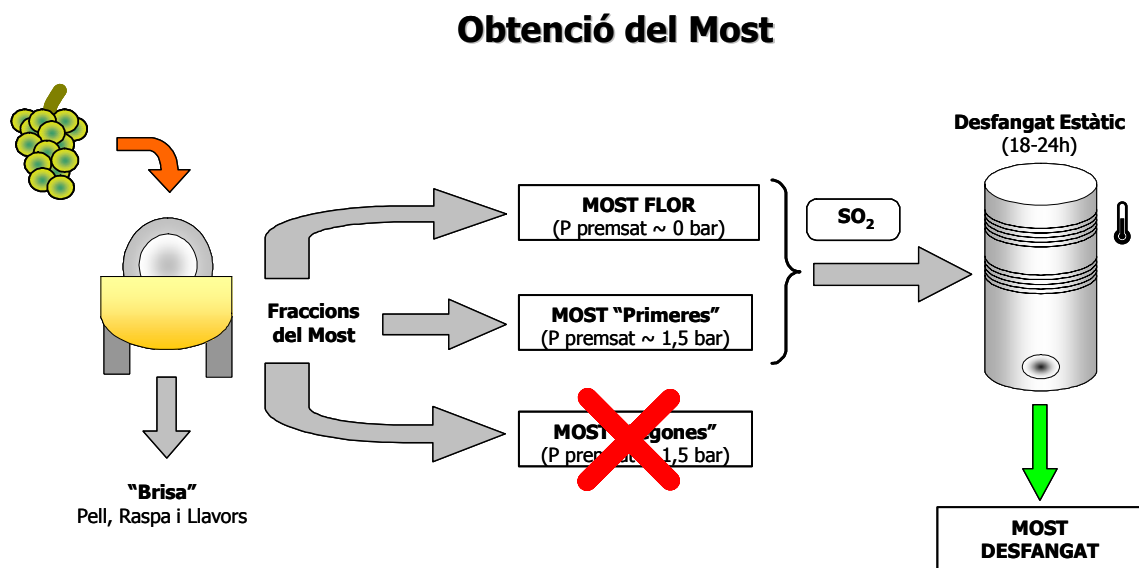 Obtenció del Most
Desfangat Estàtic
(18-24h)
MOST FLOR
(P premsat ~ 0 bar)
SO₂
Fraccions
del Most
MOST “Primeres”
(P premsat ~ 1,5 bar)
MOST
(P premsat 1,5 bar)
“Brisa”
Pell, Raspa i Llavors
MOST
DESFANGAT